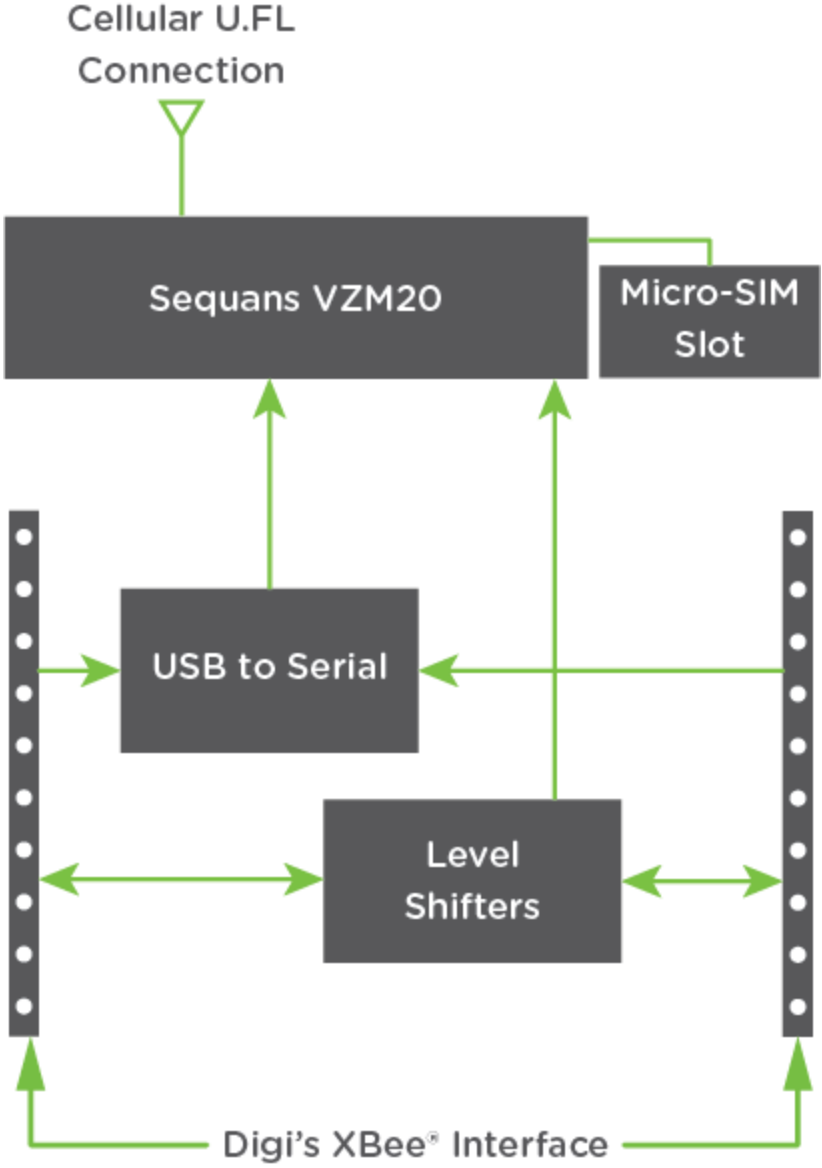 Cellular U.FL
Connection
Sequans VZM20
Micro-SIM
Slot
USB to Serial
Level
Shifters
Digi’s XBee® Interface